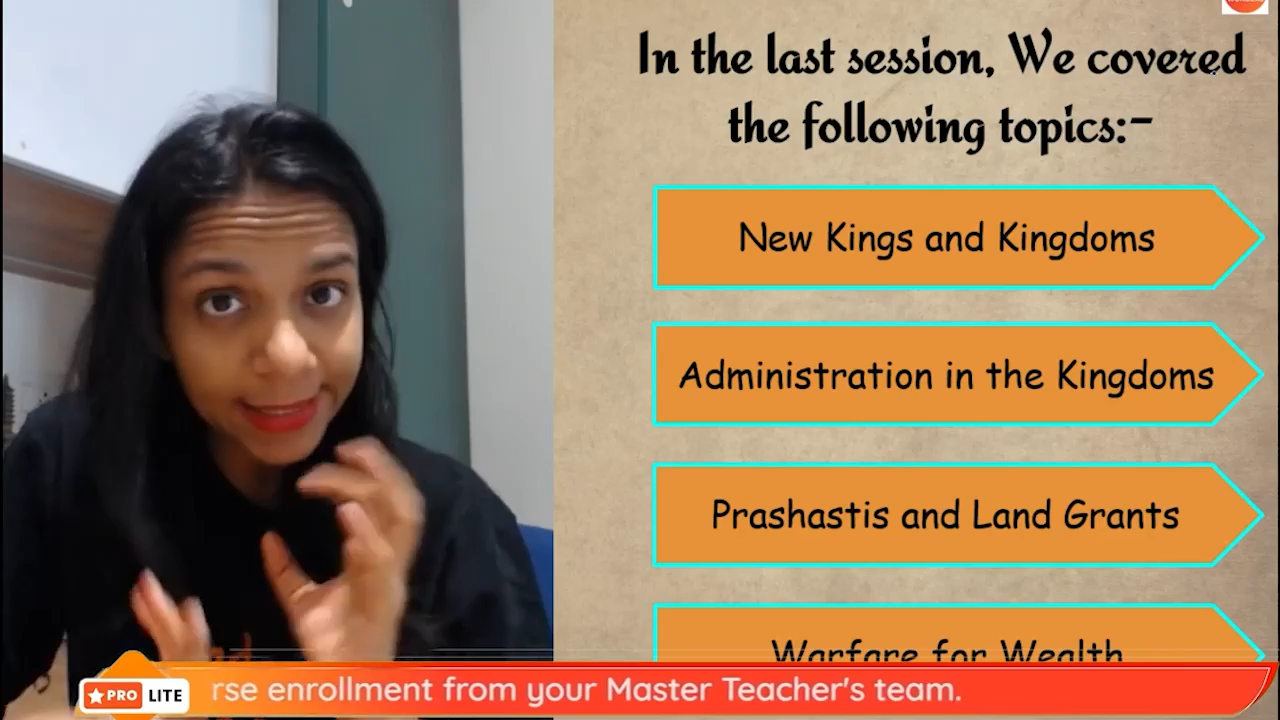 In the last session, We covered
the following topics:-
New Kings and Kingdoms
Administration in the Kingdoms
Prashastis and Land Grants
Warfare for Wealth
PRO LITE
rse enrollment from your Master Teacher's team.